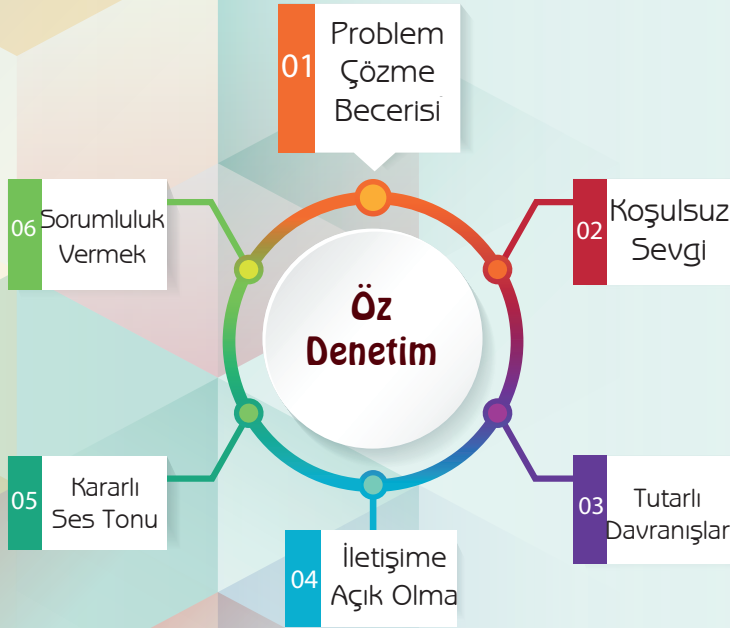 01
Problem
Çözme
Becerisi
02
Koşulsuz
Sevgi
03
Tutarlı
Davranışlar
04
İletişime
Açık Olma
05
Kararlı
Ses Tonu
06
Sorumluluk
Vermek
Öz
Denetim